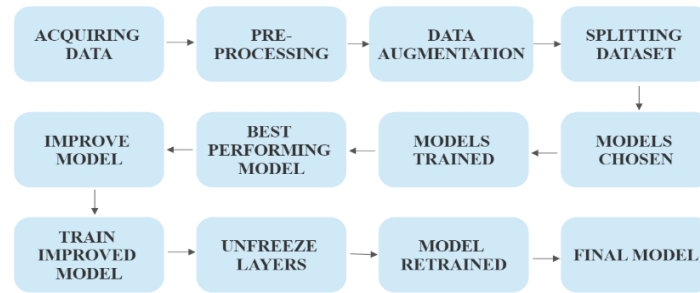 ACQUIRING
DATA
PRE-
PROCESSING
DATA
AUGMENTATION
SPLITTING
DATASET
IMPROVE
MODEL
BEST
PERFORMING
MODEL
MODELS
TRAINED
MODELS
CHOSEN
TRAIN
IMPROVED
MODEL
UNFREEZE
LAYERS
MODEL
RETRAINED
FINAL MODEL